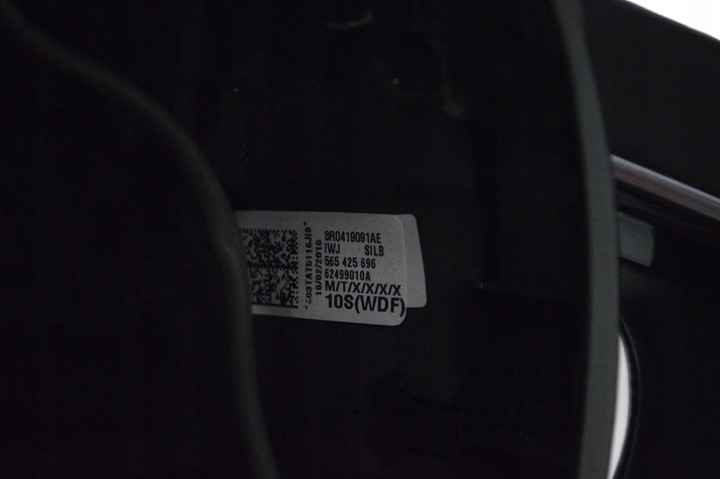 8R0419091AE
IWJ SILB
565 425 696
62499010A
M/T/X/X/X/X
10S(WDF)
16/02/2016